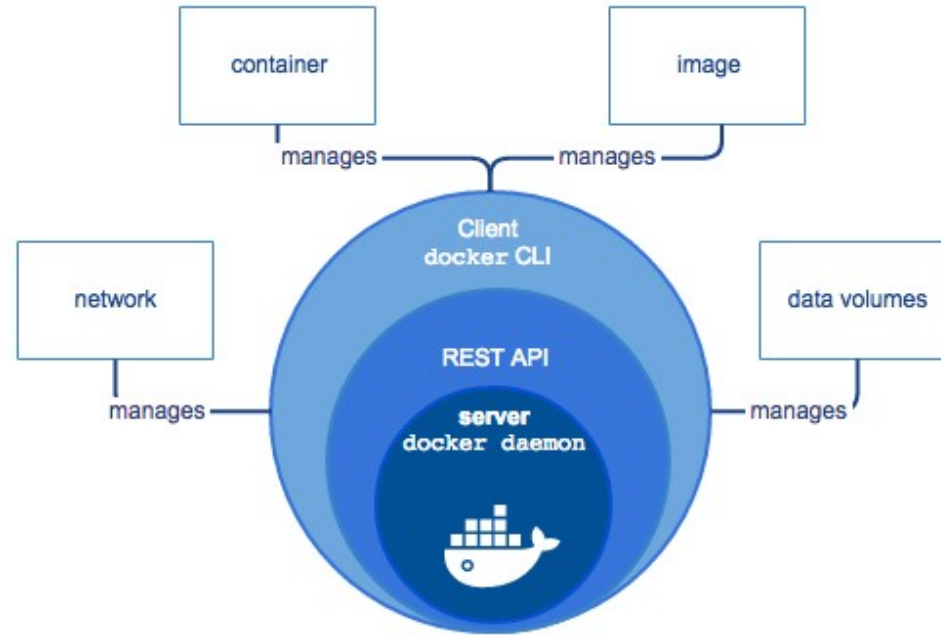 container
image
manages
manages
Client
docker CLI
network
data volumes
REST API
manages
server
manages
docker daemon